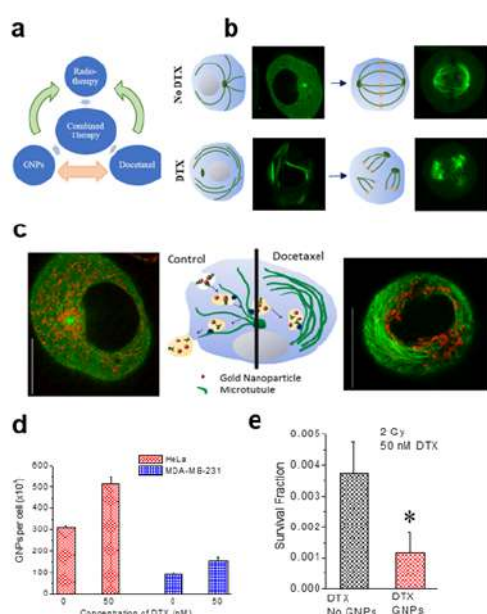 a
Radio-
therapy
Combined
Therapy
GNPs
Docetaxel
b
No DTX
DTX
c
Control
Docetaxel
Gold Nanoparticle
Microtubule
d
GNPs per cell (x10³)
600
500
400
300
200
100
0
HeLa
MDA-MB-231
0
50
0
50
Concentration of DTX (nM)
e
Survival Fraction
0.005
0.004
0.003
0.002
0.001
0.000
2 Gy
50 nM DTX
*
DTX
No GNPs
DTX
GNPs